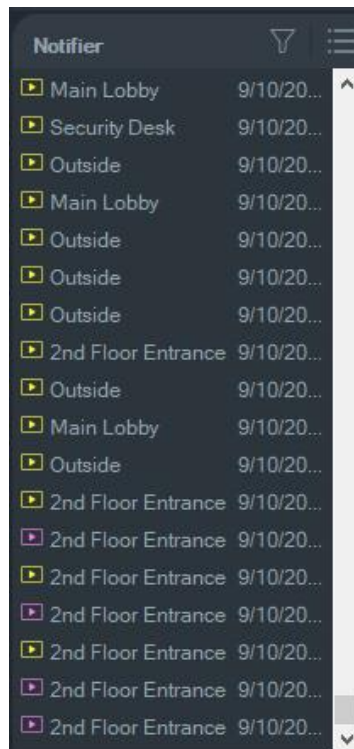 Notifier
Main Lobby 9/10/20...
Security Desk 9/10/20...
Outside 9/10/20...
Main Lobby 9/10/20...
Outside 9/10/20...
Outside 9/10/20...
Outside 9/10/20...
2nd Floor Entrance 9/10/20...
Outside 9/10/20...
Main Lobby 9/10/20...
Outside 9/10/20...
2nd Floor Entrance 9/10/20...
2nd Floor Entrance 9/10/20...
2nd Floor Entrance 9/10/20...
2nd Floor Entrance 9/10/20...
2nd Floor Entrance 9/10/20...
2nd Floor Entrance 9/10/20...
2nd Floor Entrance 9/10/20...